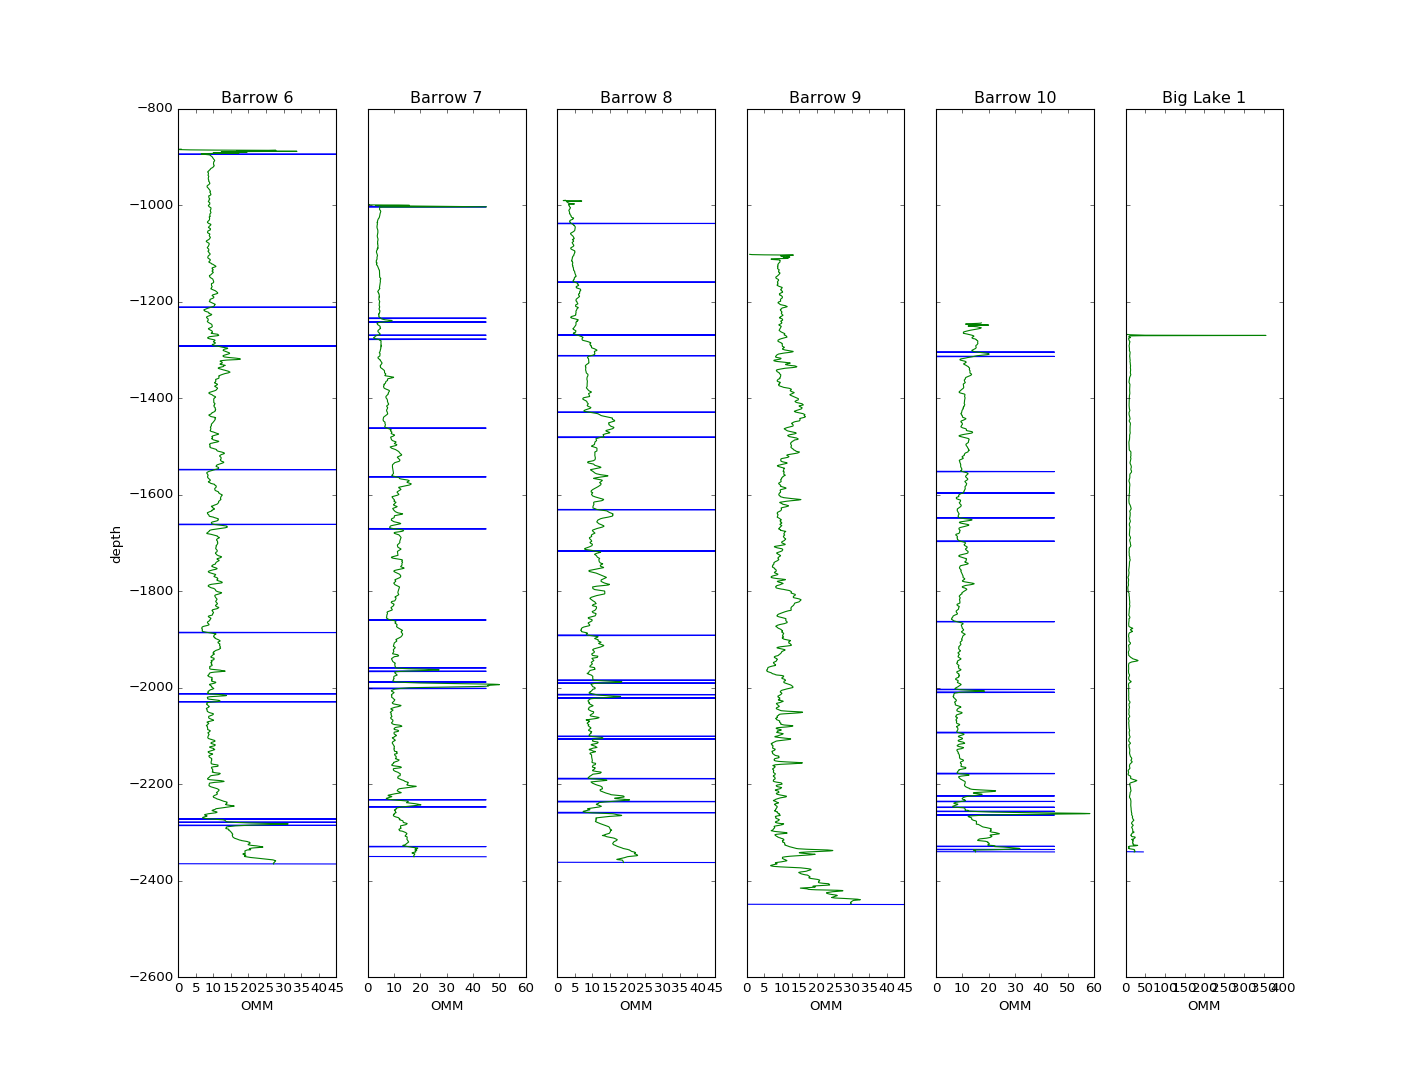 Barrow 6
Barrow 7
Barrow 8
Barrow 9
Barrow 10
Big Lake 1
−800
−1000
−1200
−1400
−1600
−1800
−2000
−2200
−2400
−2600
depth
0 5 10 15 20 25 30 35 40 45
0 10 20 30 40 50 60
0 5 10 15 20 25 30 35 40 45
0 5 10 15 20 25 30 35 40 45
0 10 20 30 40 50 60
0 50 100 150 200 250 300 350 400
OMM
OMM
OMM
OMM
OMM
OMM